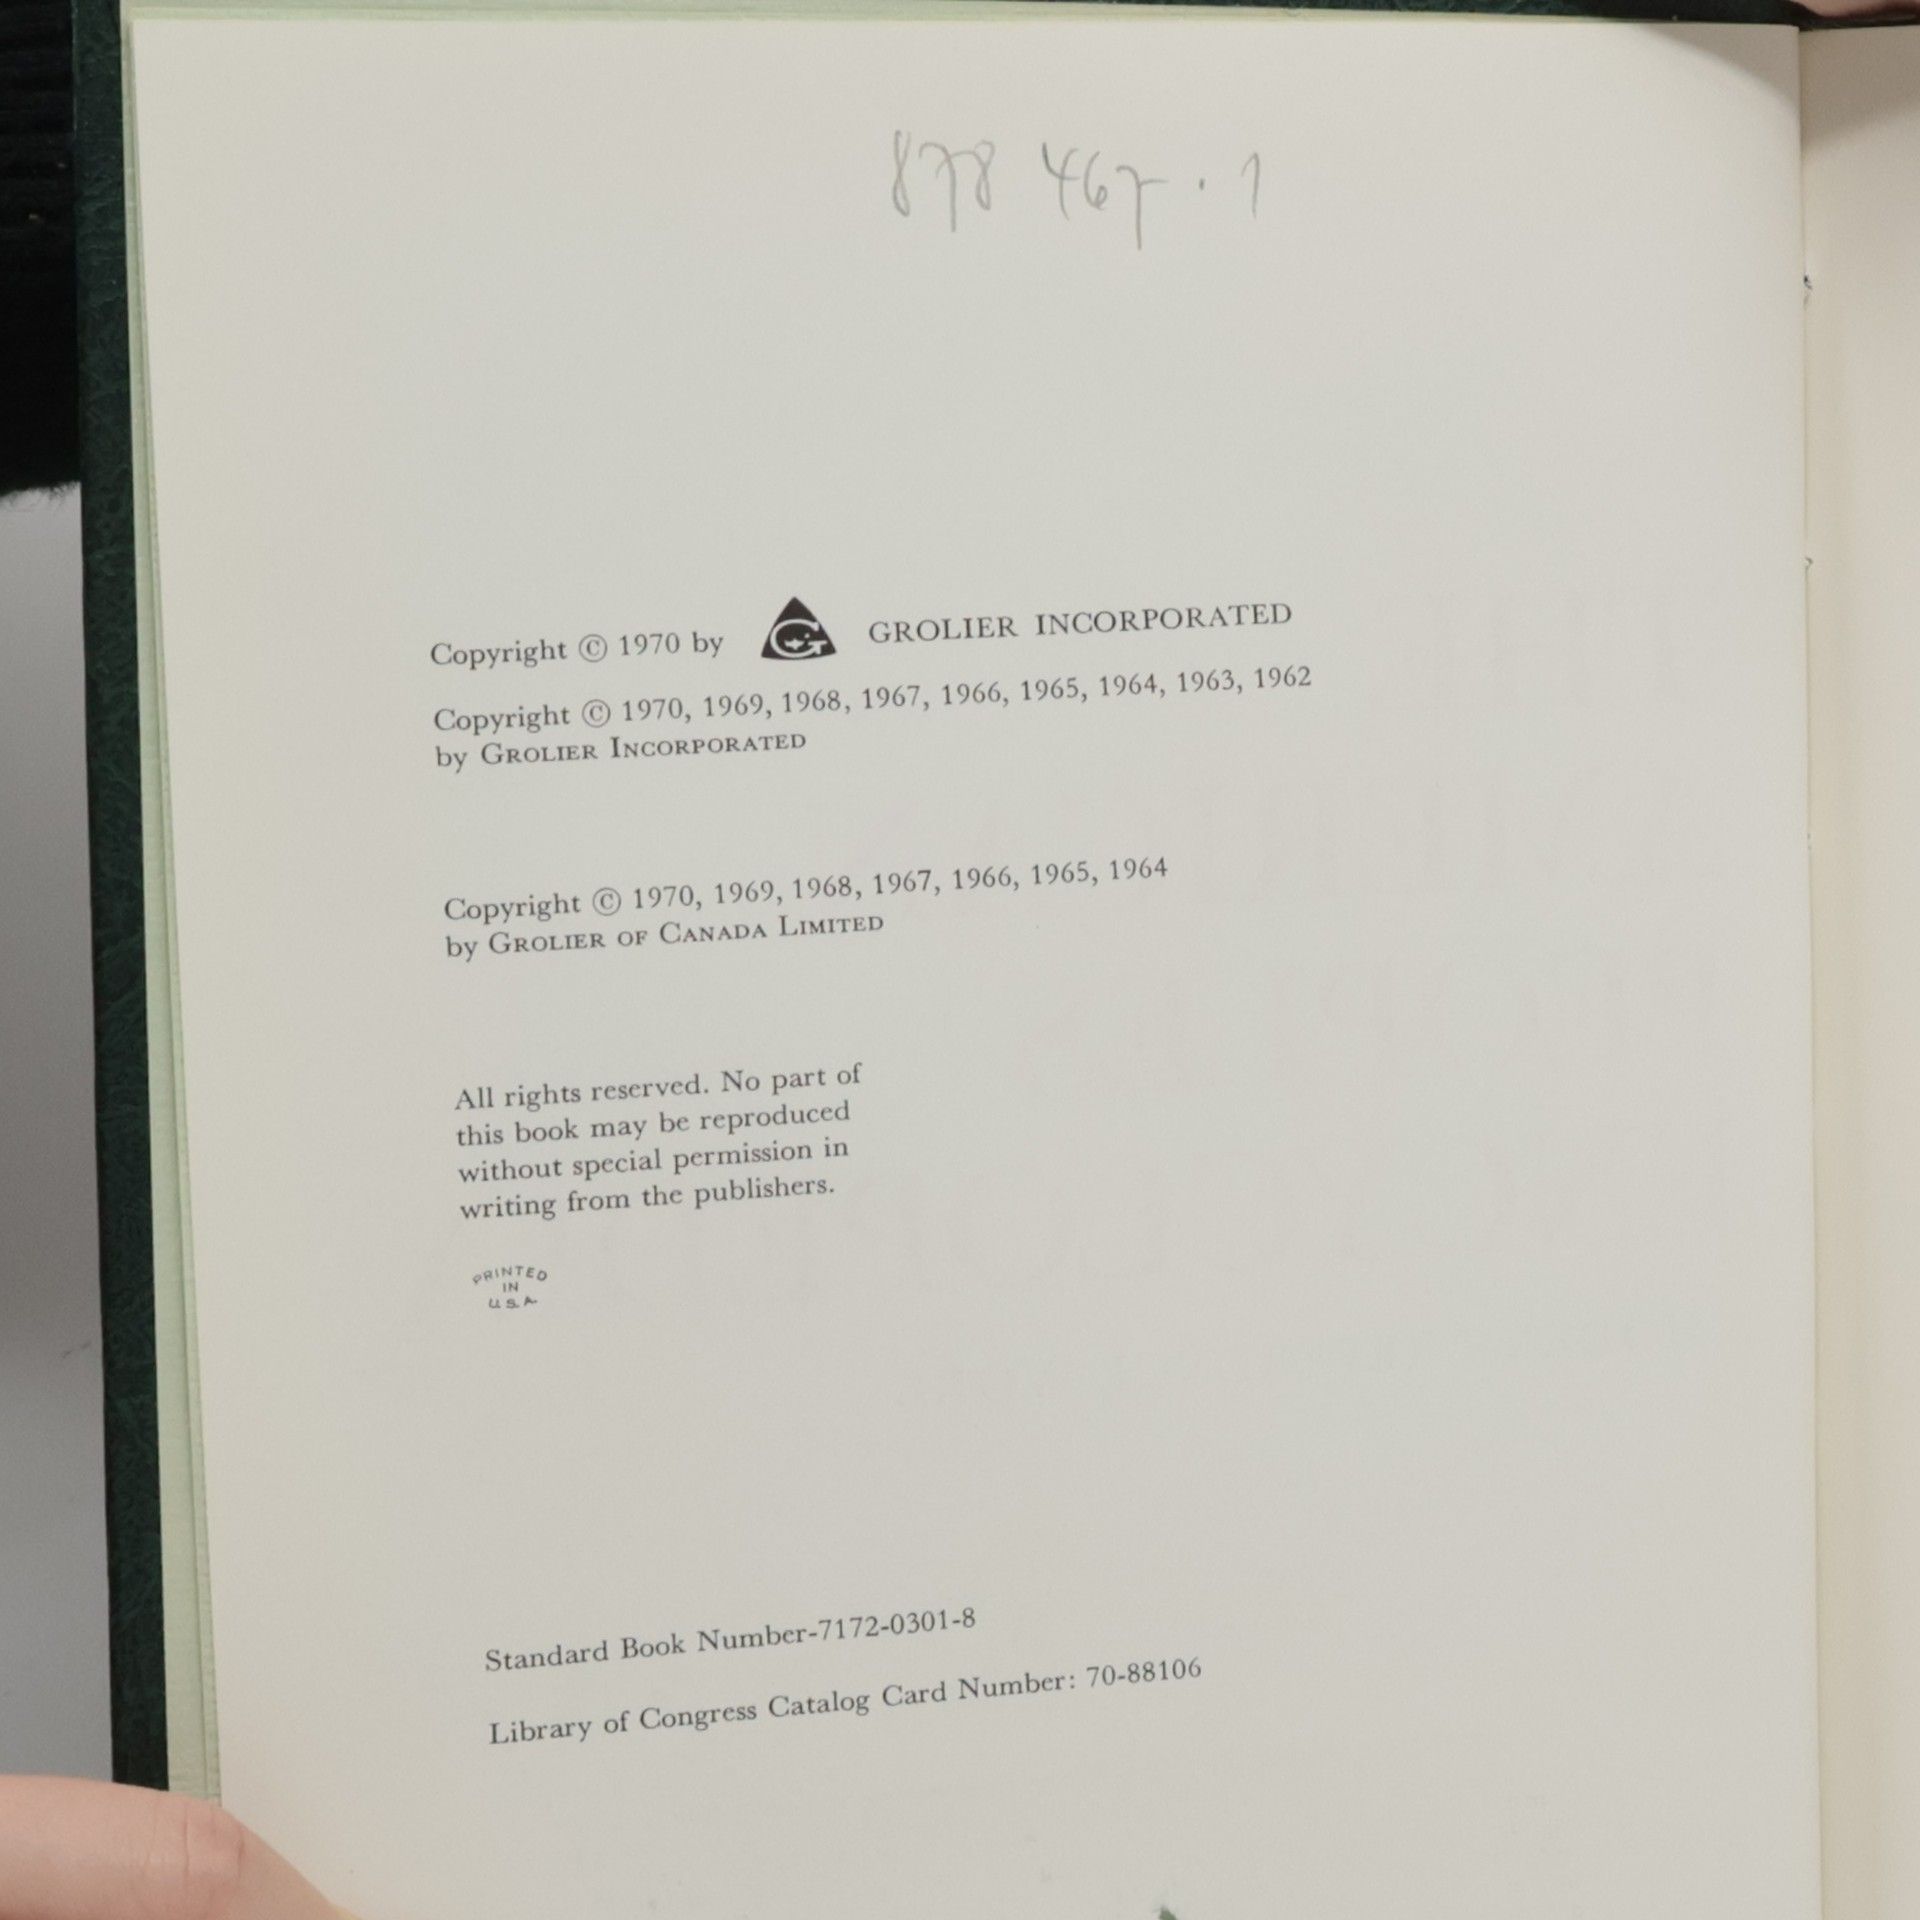 878 467 . 1
Copyright © 1970 by G GROLIER INCORPORATED
Copyright © 1970, 1969, 1968, 1967, 1966, 1965, 1964, 1963, 1962
by GROLIER INCORPORATED
Copyright © 1970, 1969, 1968, 1967, 1966, 1965, 1964
by GROLIER OF CANADA LIMITED
All rights reserved. No part of
this book may be reproduced
without special permission in
writing from the publishers.
PRINTED
IN
U.S.A.
Standard Book Number-7172-0301-8
Library of Congress Catalog Card Number: 70-88106